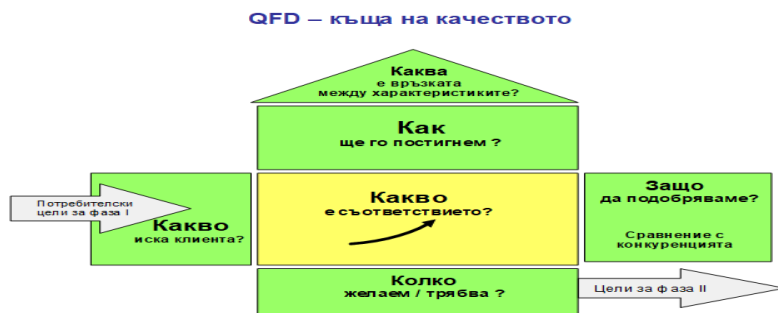 QFD – къща на качеството
Каква
е връзката
между характеристиките?
Как
ще го постигнем ?
Потребителски
цели за фаза I
Какво
иска клиента?
Какво
е съответствието?
Защо
да подобряваме?
Сравнение с
конкуренцията
Колко
желаем / трябва ?
Цели за фаза II